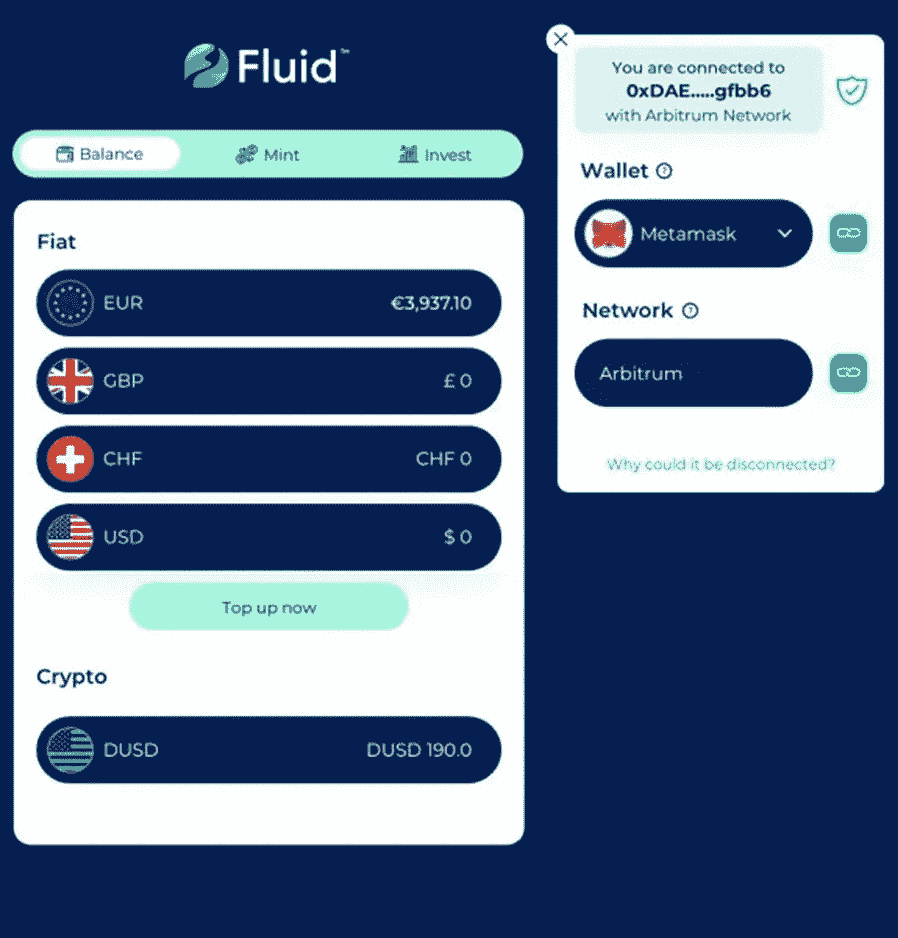 Fluid™
Balance
Mint
Invest
Fiat
EUR
€3,937.10
GBP
£ 0
CHF
CHF 0
USD
$ 0
Top up now
Crypto
DUSD
DUSD 190.0
You are connected to
0xDAE.....gfbb6
with Arbitrum Network
Wallet ?
Metamask
Network ?
Arbitrum
Why could it be disconnected?